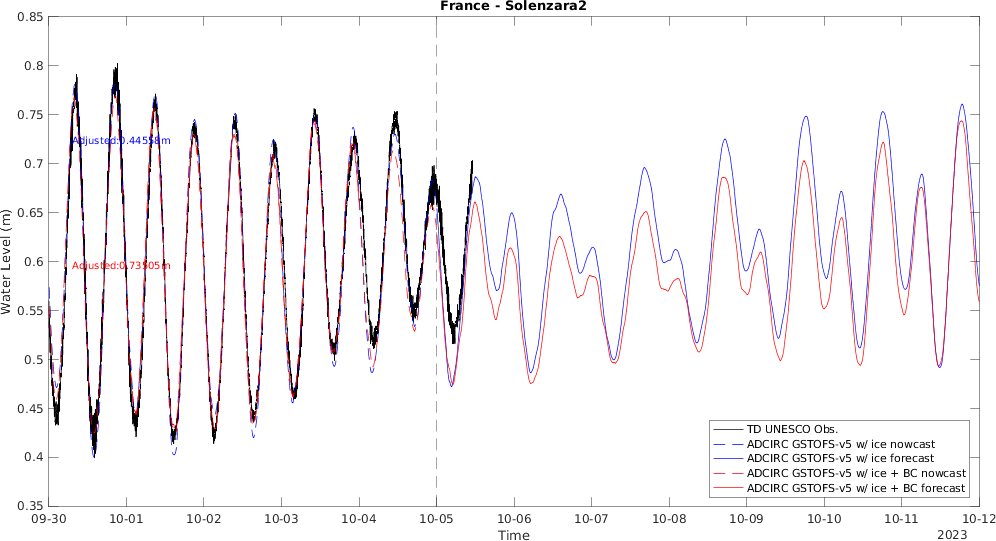 France - Solenzara2
0.85
0.8
0.75
0.7
0.65
0.6
0.55
0.5
0.45
0.4
0.35
Water Level (m)
Adjusted:0.44558m
Adjusted:0.73505m
TD UNESCO Obs.
ADCIRC GSTOFS-v5 w/ ice nowcast
ADCIRC GSTOFS-v5 w/ ice forecast
ADCIRC GSTOFS-v5 w/ ice + BC nowcast
ADCIRC GSTOFS-v5 w/ ice + BC forecast
09-30 10-01 10-02 10-03 10-04 10-05 10-06 10-07 10-08 10-09 10-10 10-11 10-12
Time
2023